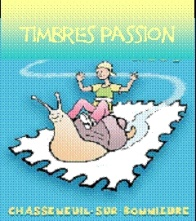 TIMBRES PASSION
CHASSENEUIL-SUR-BONNIEURE